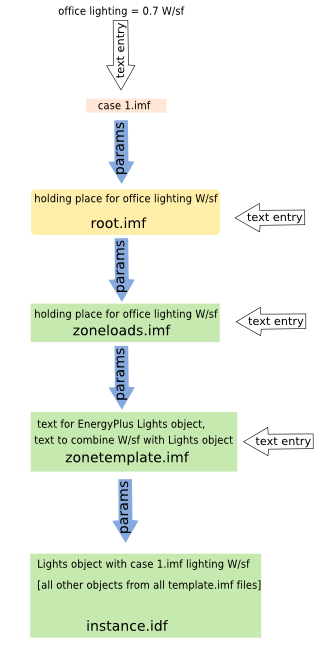 office lighting = 0.7 W/sf
text entry
case 1.imf
params
holding place for office lighting W/sf
root.imf
text entry
params
holding place for office lighting W/sf
zoneloads.imf
text entry
params
text for EnergyPlus Lights object,
text to combine W/sf with Lights object
zonetemplate.imf
text entry
params
Lights object with case 1.imf lighting W/sf
[all other objects from all template.imf files]
instance.idf